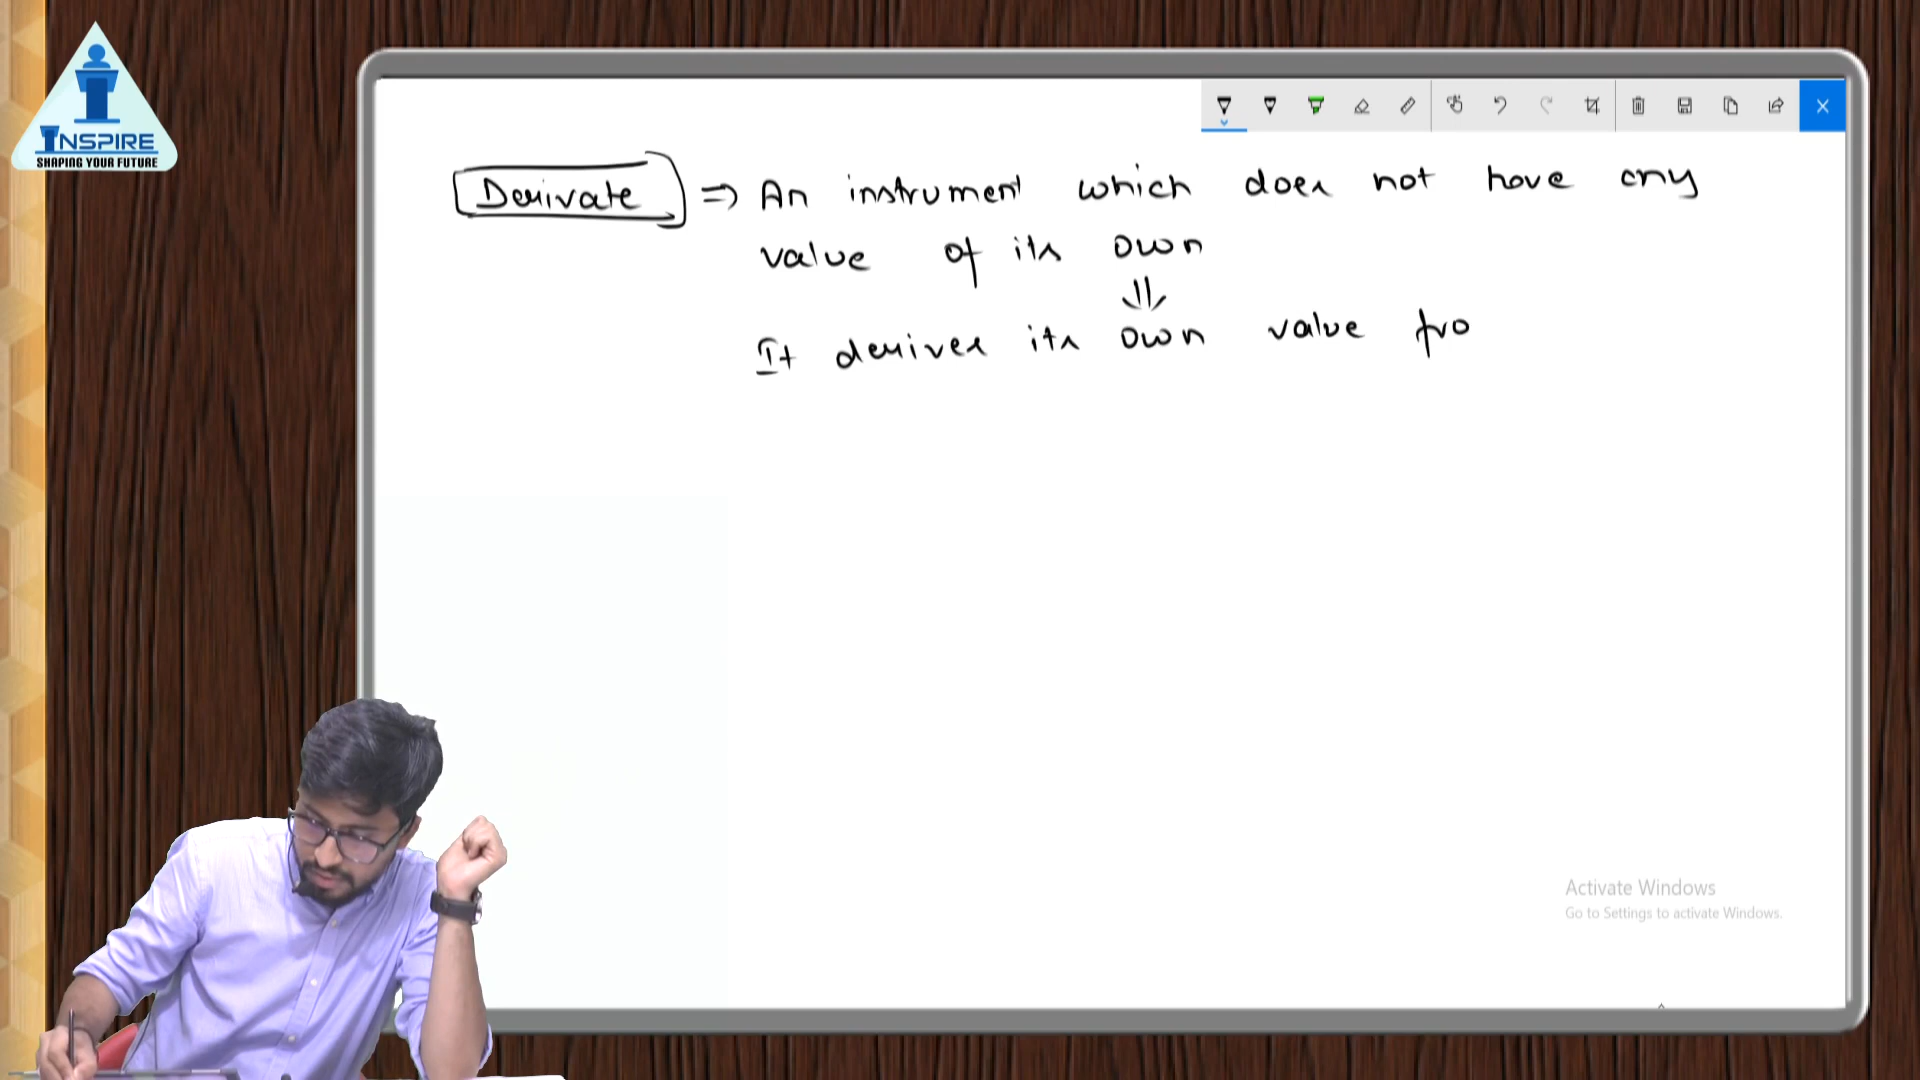 INSPIRE
SHAPING YOUR FUTURE
Derivate ⇒ An instrument which does not have any
value of its own
It derives its own value fro
Activate Windows
Go to Settings to activate Windows.